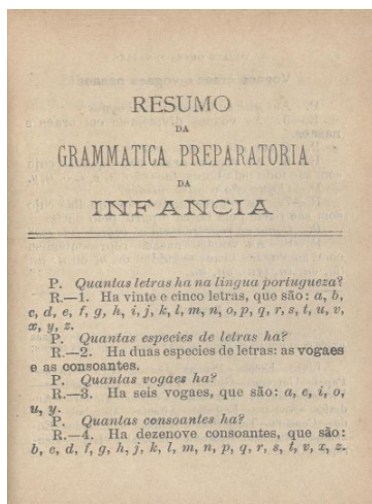 RESUMO
DA
GRAMMATICA PREPARATORIA
DA
INFANCIA
P. Quantas letras ha na lingua portugueza?
R.—1. Ha vinte e cinco letras, que são: a, b,
c, d, e, f, g, h, i, j, k, l, m, n, o, p, q, r, s, t, u, v,
x, y, z.
P. Quantas especies de letras ha?
R.—2. Ha duas especies de letras: as vogaes
e as consoantes.
P. Quantas vogaes ha?
R.—3. Ha seis vogaes, que são: a, e, i, o,
u, y.
P. Quantas consoantes ha?
R.—4. Ha dezenove consoantes, que são:
b, c, d, f, g, h, j, k, l, m, n, p, q, r, s, t, v, x, z.